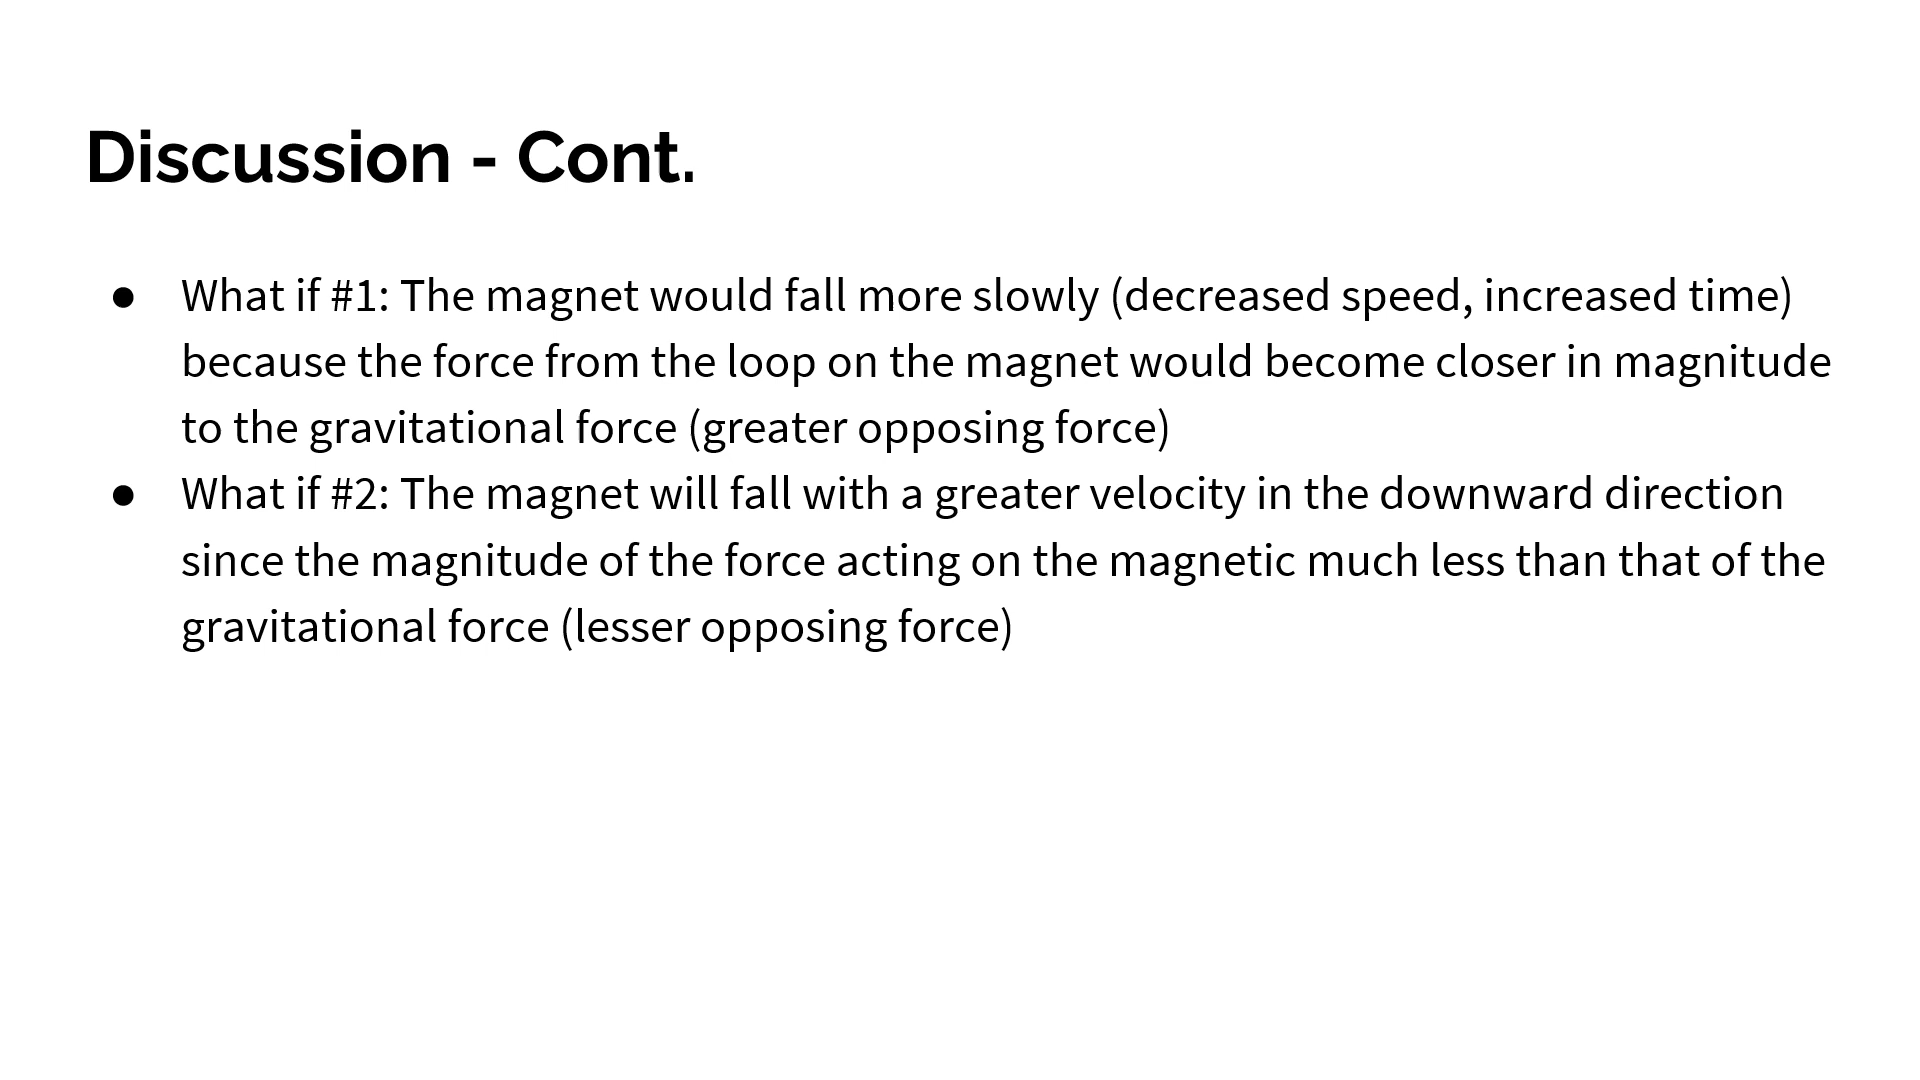 Discussion - Cont.
● What if #1: The magnet would fall more slowly (decreased speed, increased time)
because the force from the loop on the magnet would become closer in magnitude
to the gravitational force (greater opposing force)
● What if #2: The magnet will fall with a greater velocity in the downward direction
since the magnitude of the force acting on the magnetic much less than that of the
gravitational force (lesser opposing force)